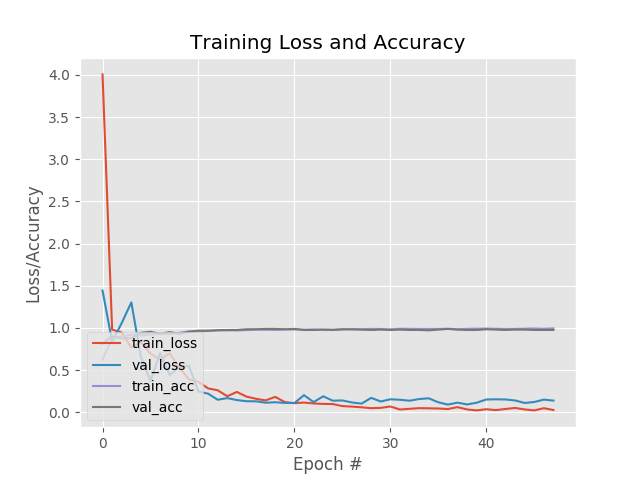 Training Loss and Accuracy
4.0
3.5
3.0
2.5
2.0
1.5
1.0
0.5
0.0
Loss/Accuracy
train_loss
val_loss
train_acc
val_acc
0
10
20
30
40
Epoch #